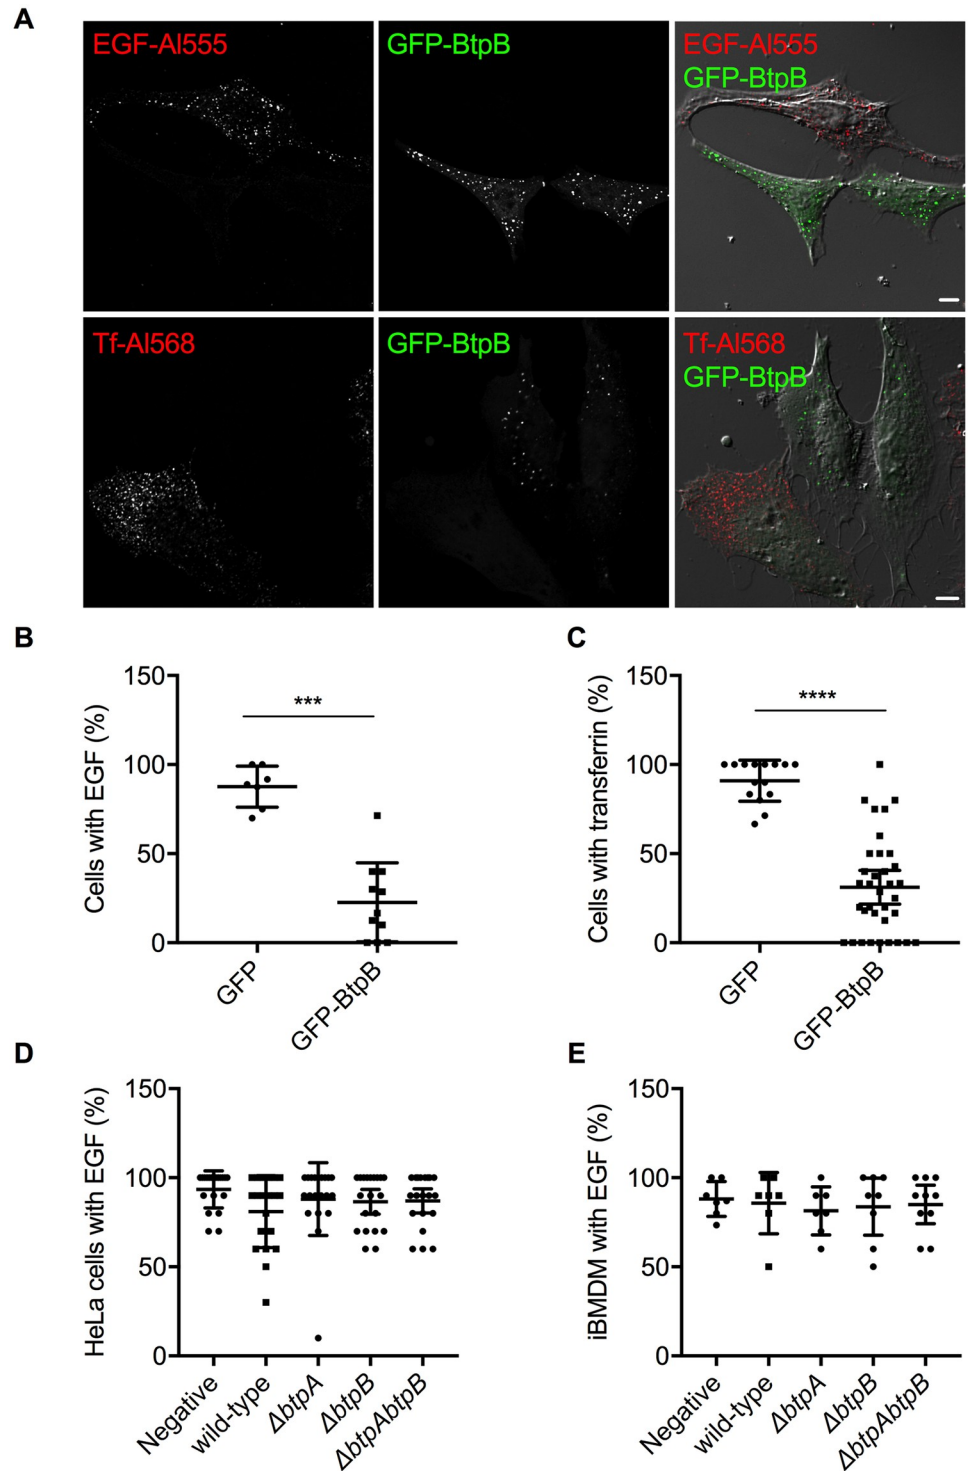 A
EGF-Al555
GFP-BtpB
EGF-Al555
GFP-BtpB
Tf-Al568
GFP-BtpB
Tf-Al568
GFP-BtpB
B
Cells with EGF (%)
150
100
50
0
***
GFP
GFP-BtpB
C
Cells with transferrin (%)
150
100
50
0
****
GFP
GFP-BtpB
D
HeLa cells with EGF (%)
150
100
50
0
Negative
wild-type
ΔbtpA
ΔbtpB
ΔbtpAbtpB
E
iBMDM with EGF (%)
150
100
50
0
Negative
wild-type
ΔbtpA
ΔbtpB
ΔbtpAbtpB